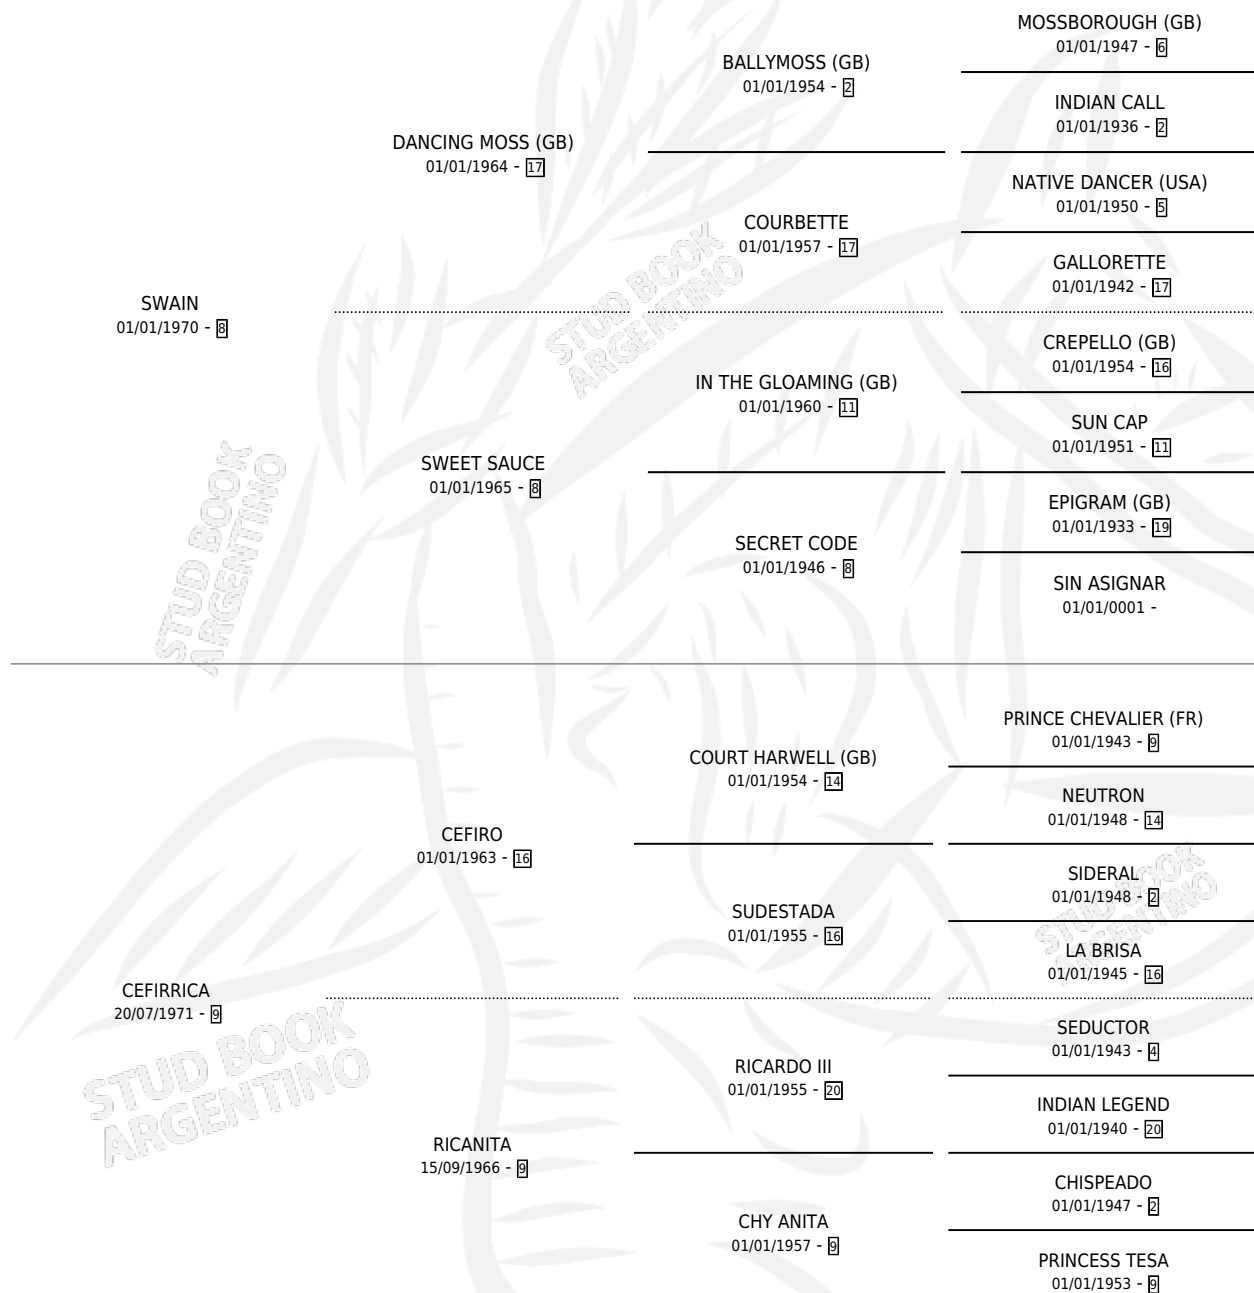 SWAIN
01/01/1970 - 8
DANCING MOSS (GB)
01/01/1964 - 17
BALLYMOSS (GB)
01/01/1954 - 2
MOSSBOROUGH (GB)
01/01/1947 - 6
INDIAN CALL
01/01/1936 - 2
COURBETTE
01/01/1957 - 17
NATIVE DANCER (USA)
01/01/1950 - 5
GALLORETTE
01/01/1942 - 17
SWEET SAUCE
01/01/1965 - 8
IN THE GLOAMING (GB)
01/01/1960 - 11
CREPELLO (GB)
01/01/1954 - 16
SUN CAP
01/01/1951 - 11
SECRET CODE
01/01/1946 - 8
EPIGRAM (GB)
01/01/1933 - 19
SIN ASIGNAR
01/01/0001 -
CEFIRRICA
20/07/1971 - 9
CEFIRO
01/01/1963 - 16
COURT HARWELL (GB)
01/01/1954 - 14
PRINCE CHEVALIER (FR)
01/01/1943 - 9
NEUTRON
01/01/1948 - 14
SUDESTADA
01/01/1955 - 16
SIDERAL
01/01/1948 - 2
LA BRISA
01/01/1945 - 16
RICANITA
15/09/1966 - 9
RICARDO III
01/01/1955 - 20
SEDUCTOR
01/01/1943 - 4
INDIAN LEGEND
01/01/1940 - 20
CHY ANITA
01/01/1957 - 9
CHISPEADO
01/01/1947 - 2
PRINCESS TESA
01/01/1953 - 9
STUD BOOK
ARGENTINO
STUD BOOK
ARGENTINO
STUD BOOK
ARGENTINO
STUD BOOK
ARGENTINO